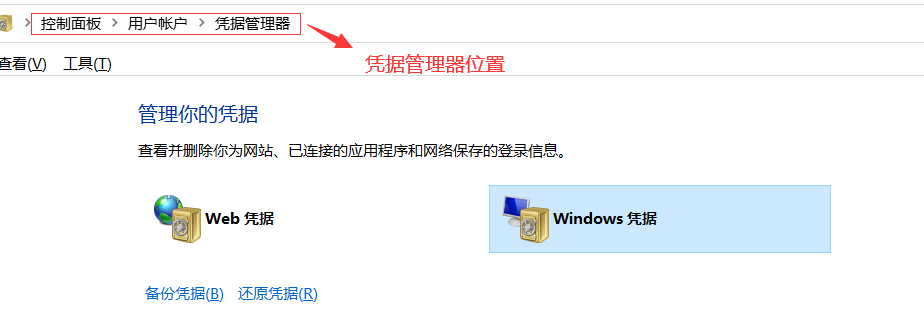 控制面板 > 用户帐户 > 凭据管理器
凭据管理器位置
查看(V) 工具(T)
管理你的凭据
查看并删除你为网站、已连接的应用程序和网络保存的登录信息。
Web 凭据 Windows 凭据
备份凭据(B) 还原凭据(R)